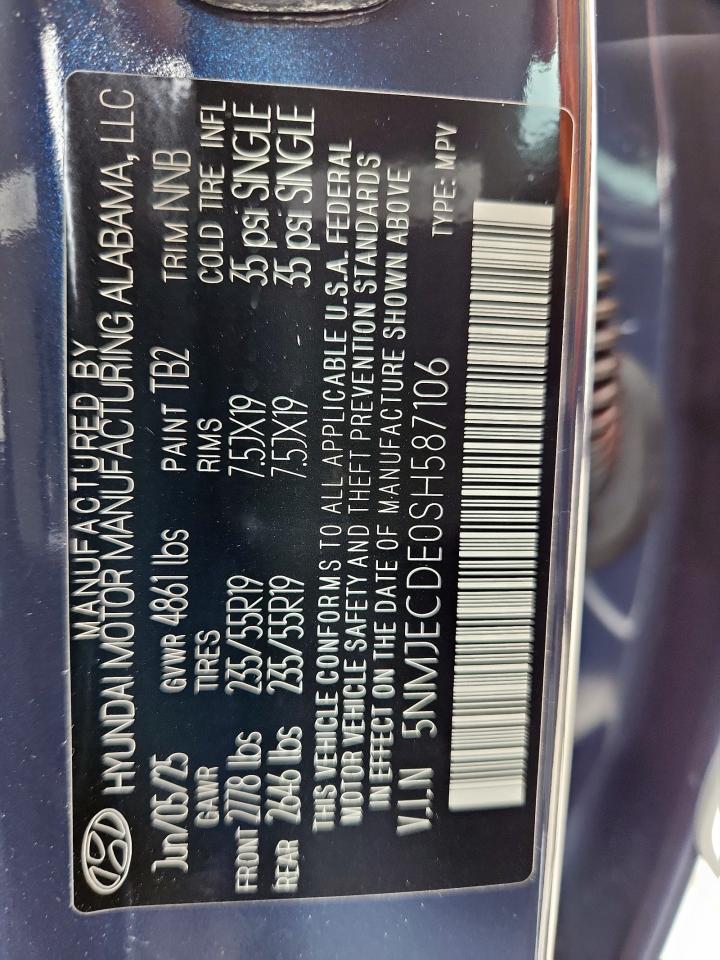 MANUFACTURED BY
HYUNDAI MOTOR MANUFACTURING ALABAMA, LLC
Jun/05/25 GVWR 4861 lbs PAINT TB2 TRIM NNB
GAWR TIRES RIMS COLD TIRE INFL
FRONT 2778 lbs 235/55R19 7.5JX19 35 psi SINGLE
REAR 2646 lbs 235/55R19 7.5JX19 35 psi SINGLE
THIS VEHICLE CONFORMS TO ALL APPLICABLE U.S.A. FEDERAL
MOTOR VEHICLE SAFETY AND THEFT PREVENTION STANDARDS
IN EFFECT ON THE DATE OF MANUFACTURE SHOWN ABOVE
V.I.N 5NMJECDE0SH587106 TYPE: MPV